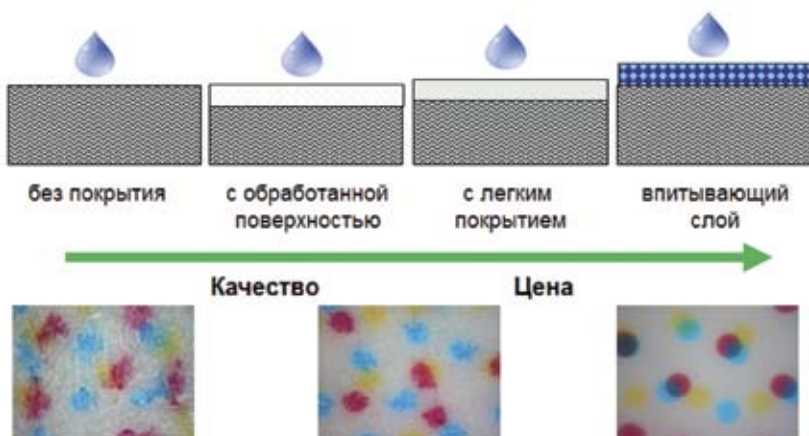 без покрытия
с обработанной
поверхностью
с легким
покрытием
впитывающий
слой
Качество
Цена